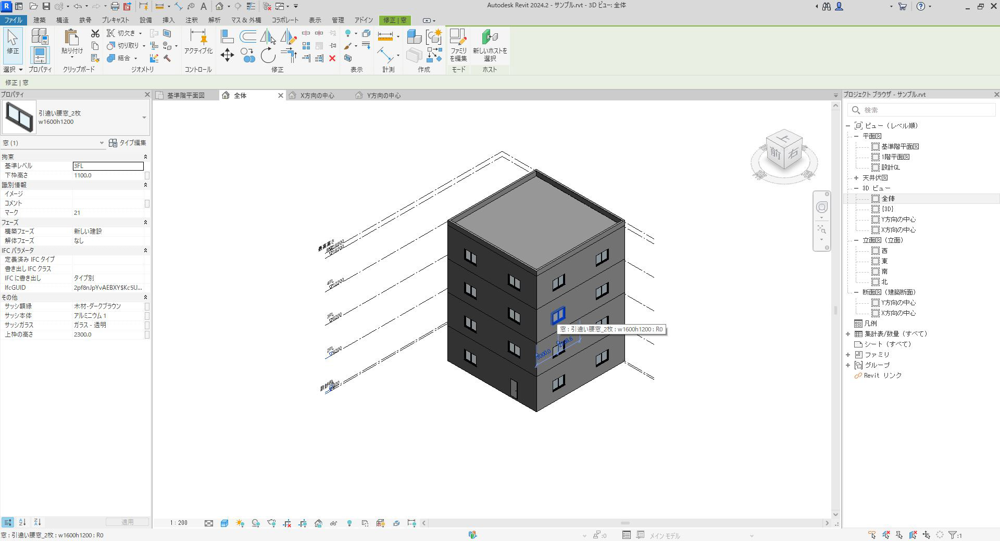 Autodesk Revit 2024.2 - サンプル.rvt - 3D ビュー: 全体
ファイル 建築 構造 鉄骨 プレキャスト 設備 挿入 注釈 解析 マス & 外構 コラボレート 表示 管理 アドイン 修正 | 窓
修正
貼り付け
切欠き
切り取り
結合
アクティブ化
ファミリを編集
新しいホストを選択
選択 プロパティ クリップボード ジオメトリ コントロール 修正 表示 計測 作成 モード ホスト
修正 | 窓
プロパティ
引違い腰窓_2枚
w1600h1200
窓 (1)
タイプ編集
拘束
基準レベル 3FL
下枠高さ 1100.0
識別情報
イメージ
コメント
マーク 21
フェーズ
構築フェーズ 新しい建設
解体フェーズ なし
IFC パラメータ
定義済み IFC タイプ
書き出し IFC クラス
IFC に書き出し タイプ別
IfcGUID 2pf8nJpYvAEBXY$Kc5U...
その他
サッシ額縁 木材-ダークブラウン
サッシ本体 アルミニウム 1
サッシガラス ガラス - 透明
上枠の高さ 2300.0
適用
基準階平面図 全体 X方向の中心 Y方向の中心
上
前
右
最高高さ
4FL
12200
3FL
2FL
窓 : 引違い腰窓_2枚 : w1600h1200 : R0
3000.0
1 : 200
プロジェクト ブラウザ - サンプル.rvt
検索
ビュー (レベル順)
平面図
基準階平面図
1階平面図
設計GL
天井伏図
3D ビュー
全体
{3D}
Y方向の中心
X方向の中心
立面図 (立面)
西
東
南
北
断面図 (建築断面)
Y方向の中心
X方向の中心
凡例
集計表/数量 (すべて)
シート (すべて)
ファミリ
グループ
Revit リンク
窓 : 引違い腰窓_2枚 : w1600h1200 : R0
:0
メイン モデル
:1